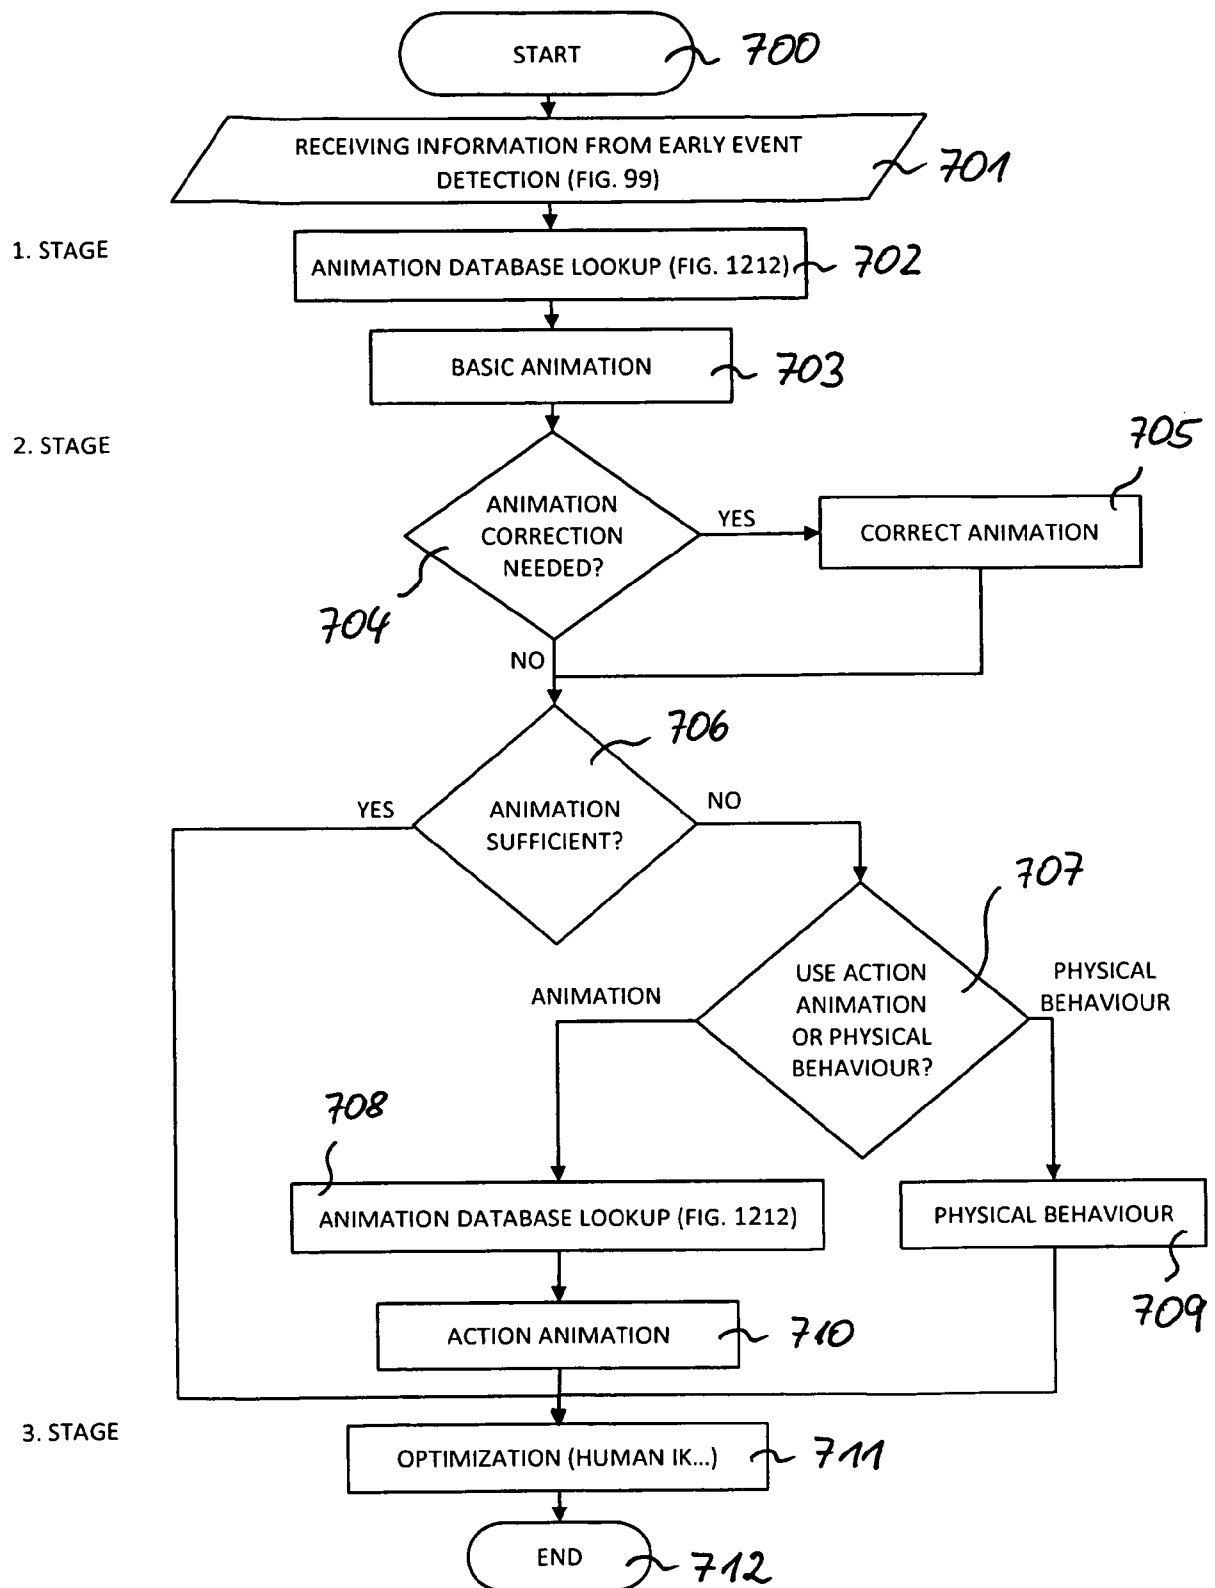 START
700
RECEIVING INFORMATION FROM EARLY EVENT
DETECTION (FIG. 99)
701
1. STAGE
ANIMATION DATABASE LOOKUP (FIG. 1212)
702
BASIC ANIMATION
703
2. STAGE
705
ANIMATION
CORRECTION
NEEDED?
YES
CORRECT ANIMATION
704
NO
706
YES
ANIMATION
SUFFICIENT?
NO
707
ANIMATION
USE ACTION
ANIMATION
OR PHYSICAL
BEHAVIOUR?
PHYSICAL
BEHAVIOUR
708
ANIMATION DATABASE LOOKUP (FIG. 1212)
PHYSICAL BEHAVIOUR
709
ACTION ANIMATION
710
3. STAGE
OPTIMIZATION (HUMAN IK...)
711
END
712